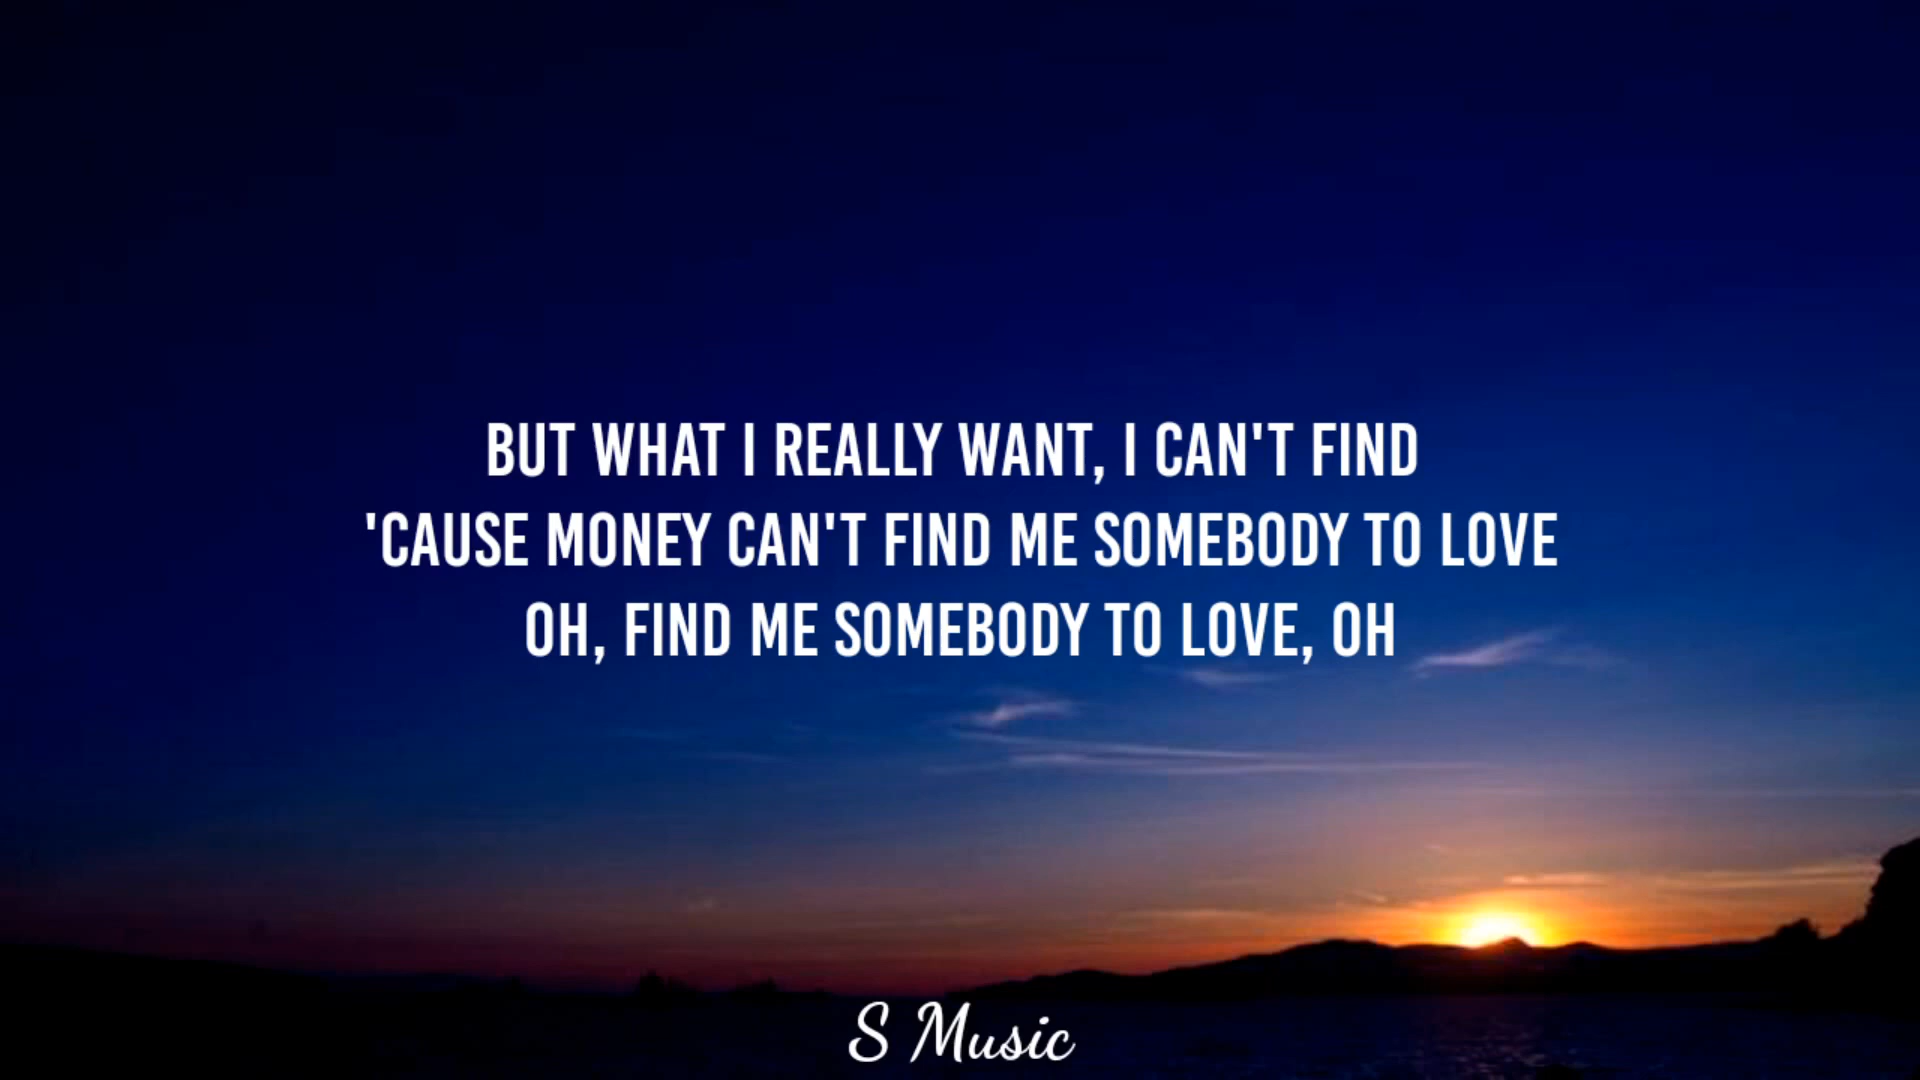 BUT WHAT I REALLY WANT, I CAN'T FIND
'CAUSE MONEY CAN'T FIND ME SOMEBODY TO LOVE
OH, FIND ME SOMEBODY TO LOVE, OH
S Music